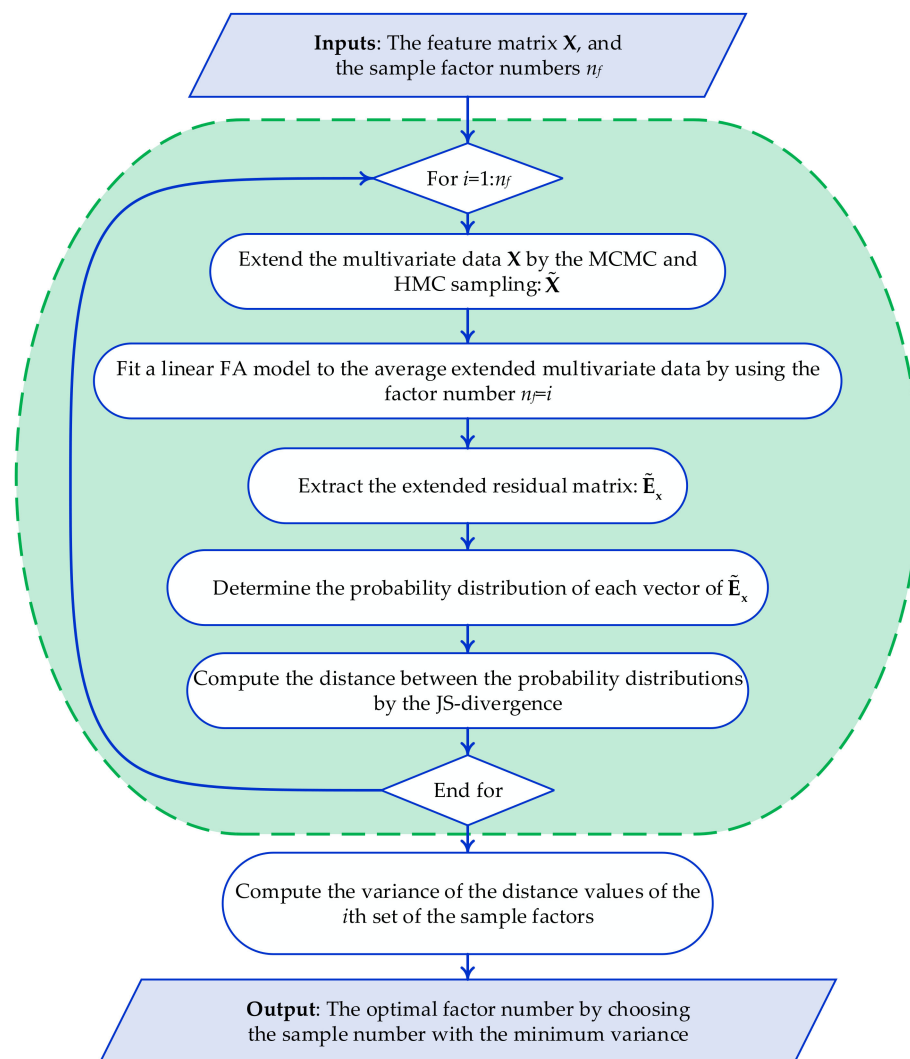 Inputs: The feature matrix X, and
the sample factor numbers nf
For i=1:nf
Extend the multivariate data X by the MCMC and
HMC sampling: X̃
Fit a linear FA model to the average extended multivariate data by using the
factor number nf=i
Extract the extended residual matrix: Ẽx
Determine the probability distribution of each vector of Ẽx
Compute the distance between the probability distributions
by the JS-divergence
End for
Compute the variance of the distance values of the
ith set of the sample factors
Output: The optimal factor number by choosing
the sample number with the minimum variance